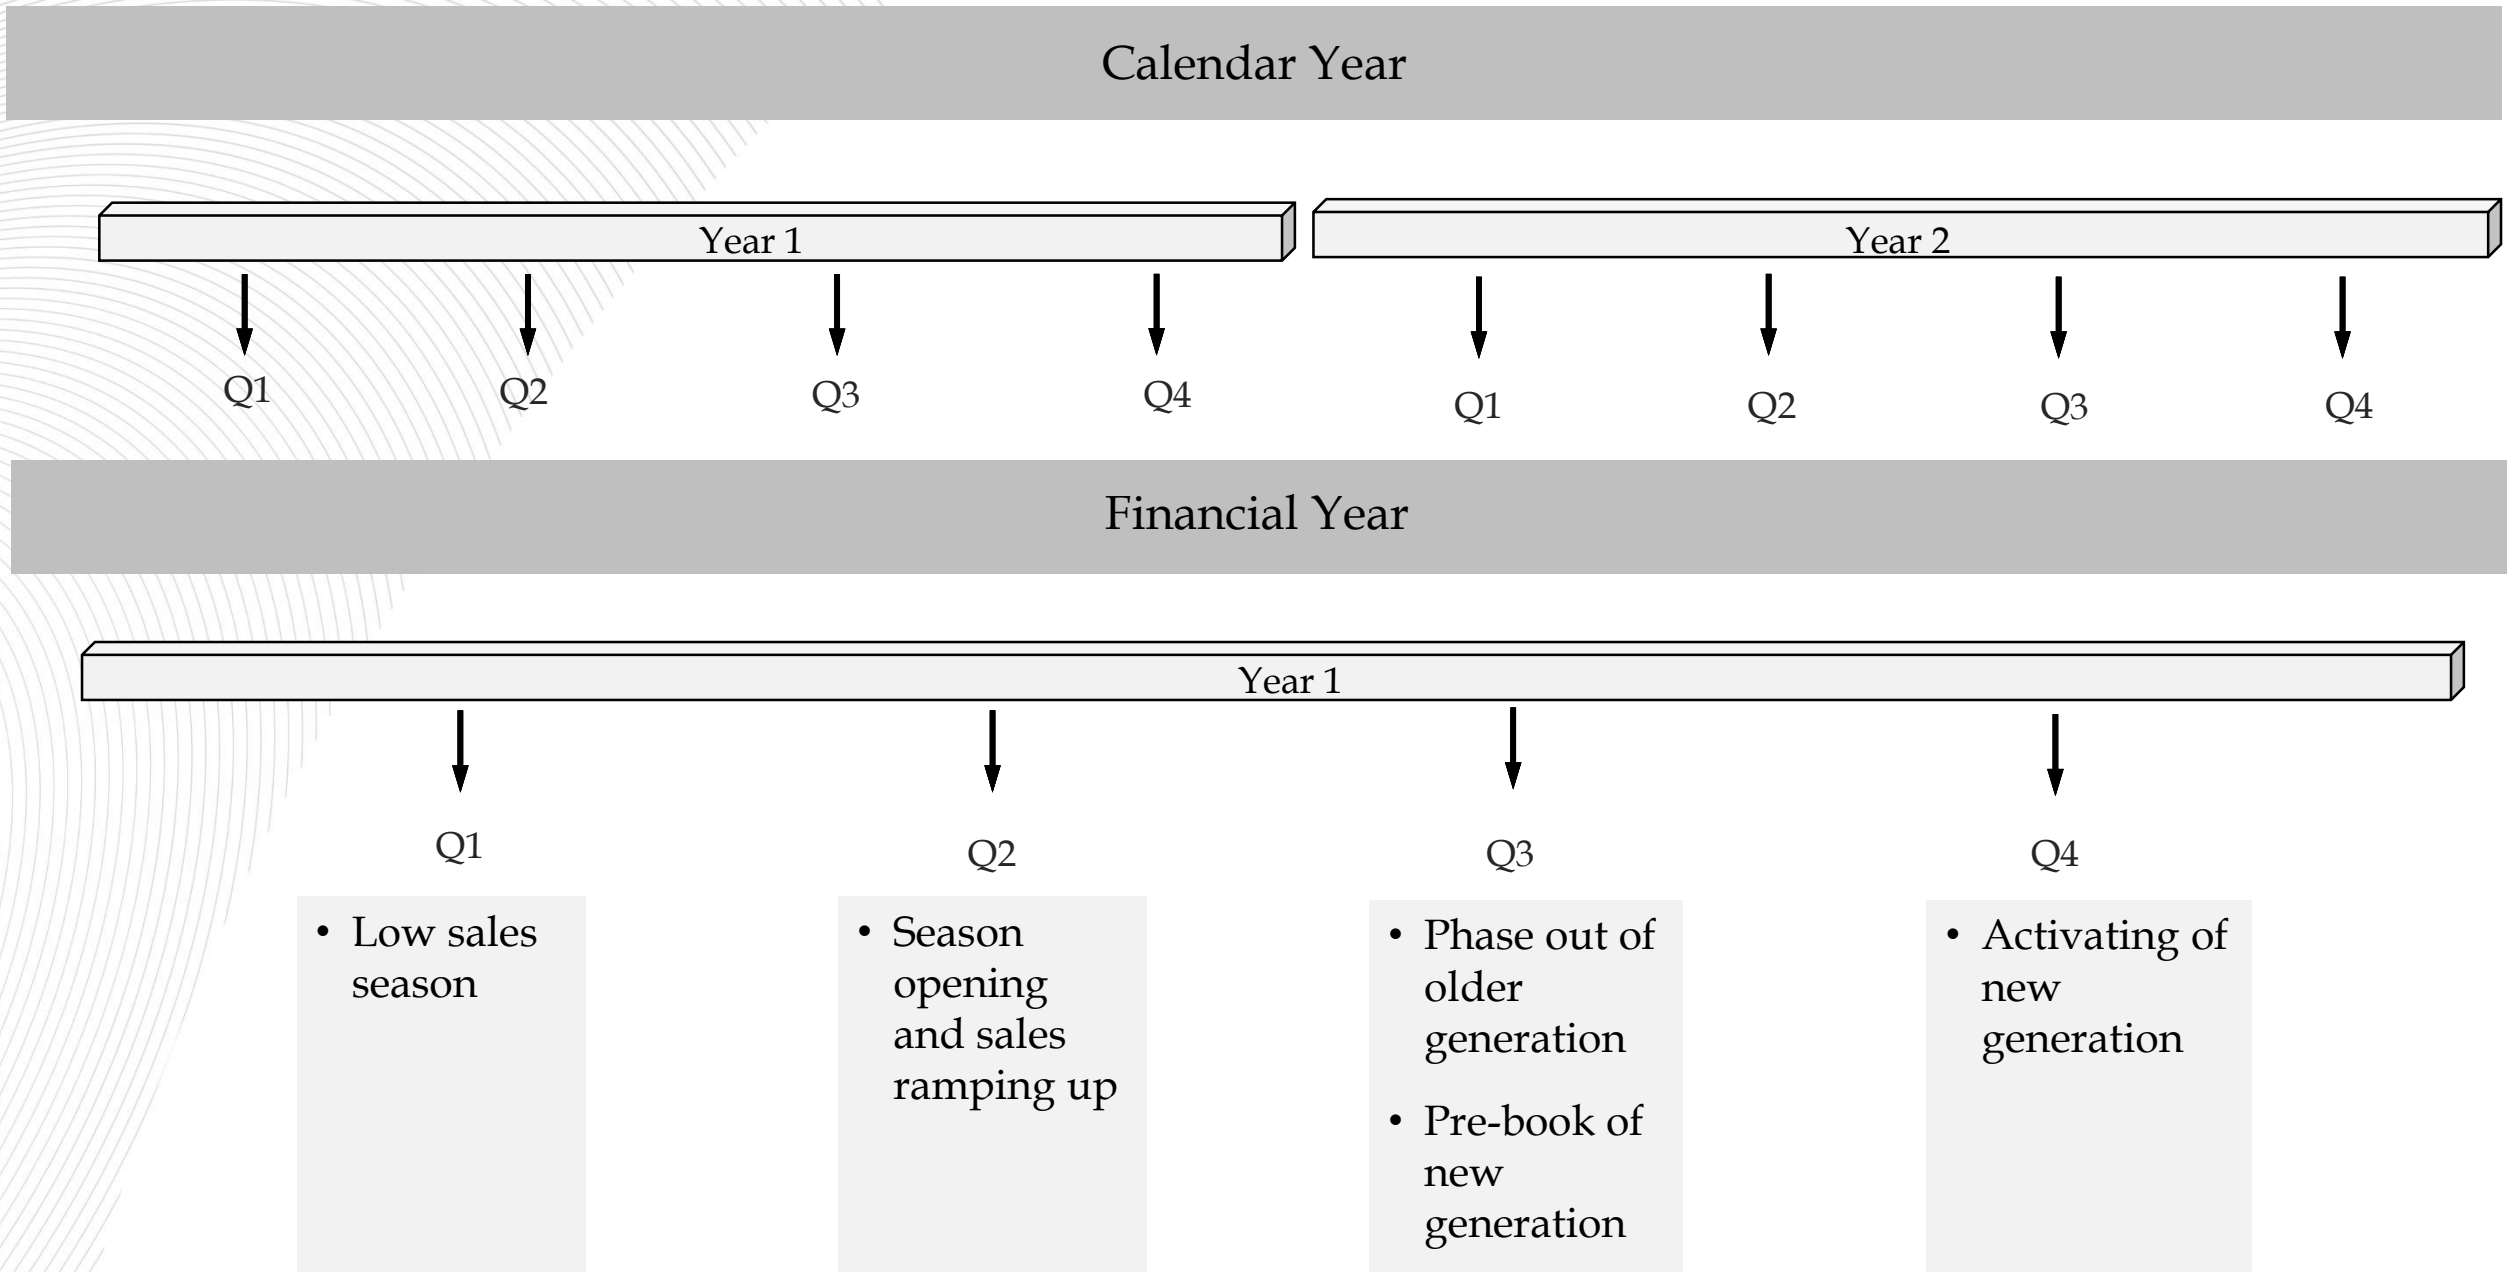 Calendar Year
Year 1
Year 2
Q1
Q2
Q3
Q4
Q1
Q2
Q3
Q4
Financial Year
Year 1
Q1
Q2
Q3
Q4
• Low sales
season
• Season
opening
and sales
ramping up
• Phase out of
older
generation
• Pre-book of
new
generation
• Activating of
new
generation